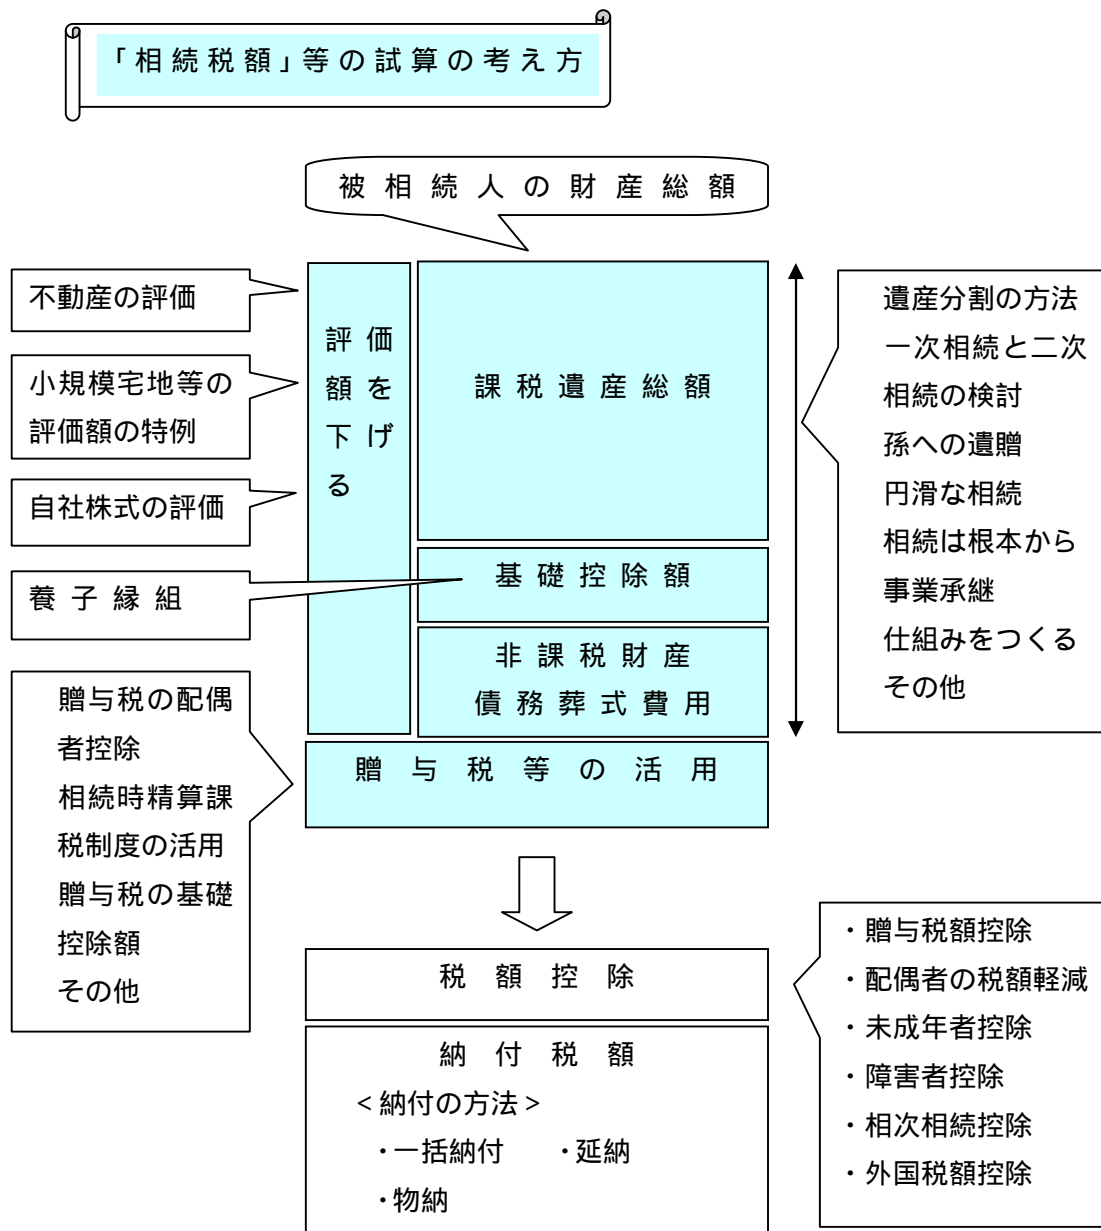 「相続税額」等の試算の考え方
被相続人の財産総額
不動産の評価
小規模宅地等の
評価額の特例
自社株式の評価
養子縁組
評価
額を
下げ
る
課税遺産総額
基礎控除額
非課税財産
債務葬式費用
贈与税等の活用
遺産分割の方法
一次相続と二次
相続の検討
孫への遺贈
円滑な相続
相続は根本から
事業承継
仕組みをつくる
その他
贈与税の配偶
者控除
相続時精算課
税制度の活用
贈与税の基礎
控除額
その他
税額控除
納付税額
<納付の方法>
・一括納付 ・延納
・物納
・贈与税額控除
・配偶者の税額軽減
・未成年者控除
・障害者控除
・相次相続控除
・外国税額控除